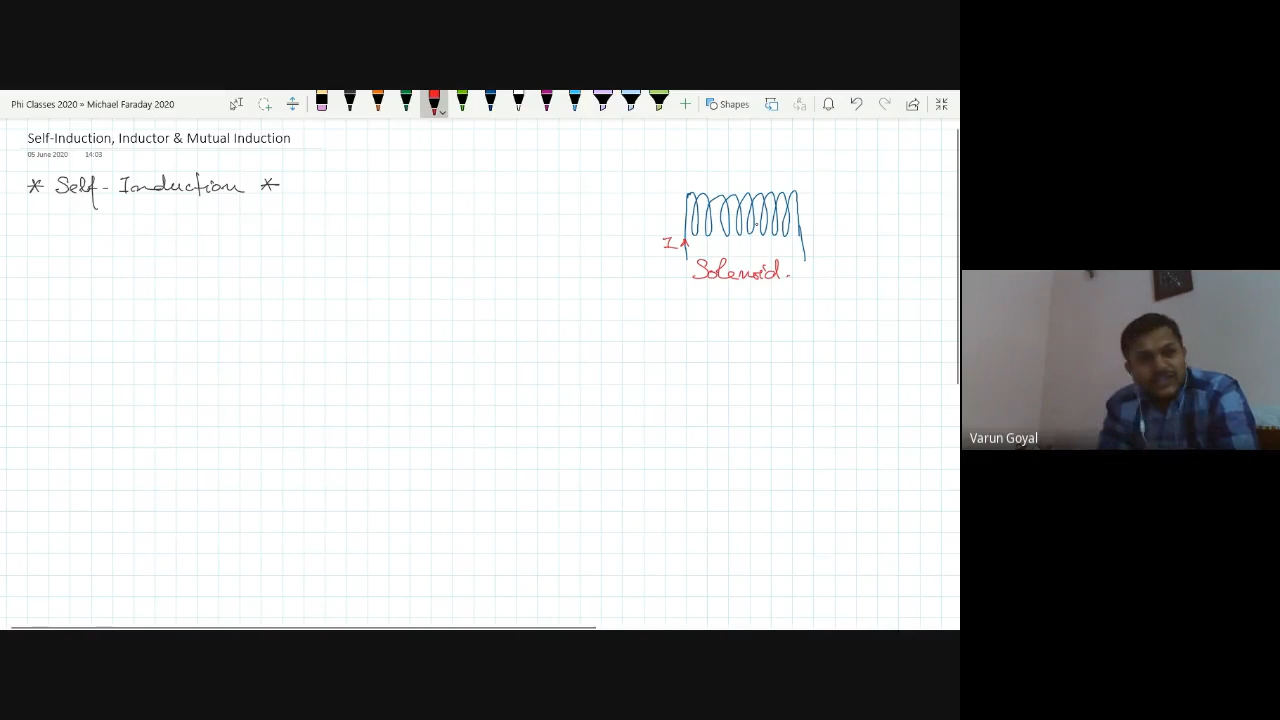 Phi Classes 2020 » Michael Faraday 2020
Shapes
Self-Induction, Inductor & Mutual Induction
05 June 2020 14:03
* Self-Induction *
I
Solenoid.
Varun Goyal